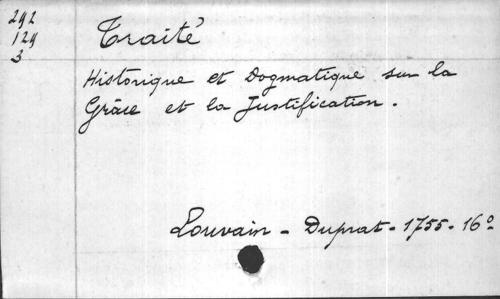 292
129
3
Traité
Historique et Dogmatique sur la
Grâce et la Justification.
Louvain - Duprat - 1755 - 16°